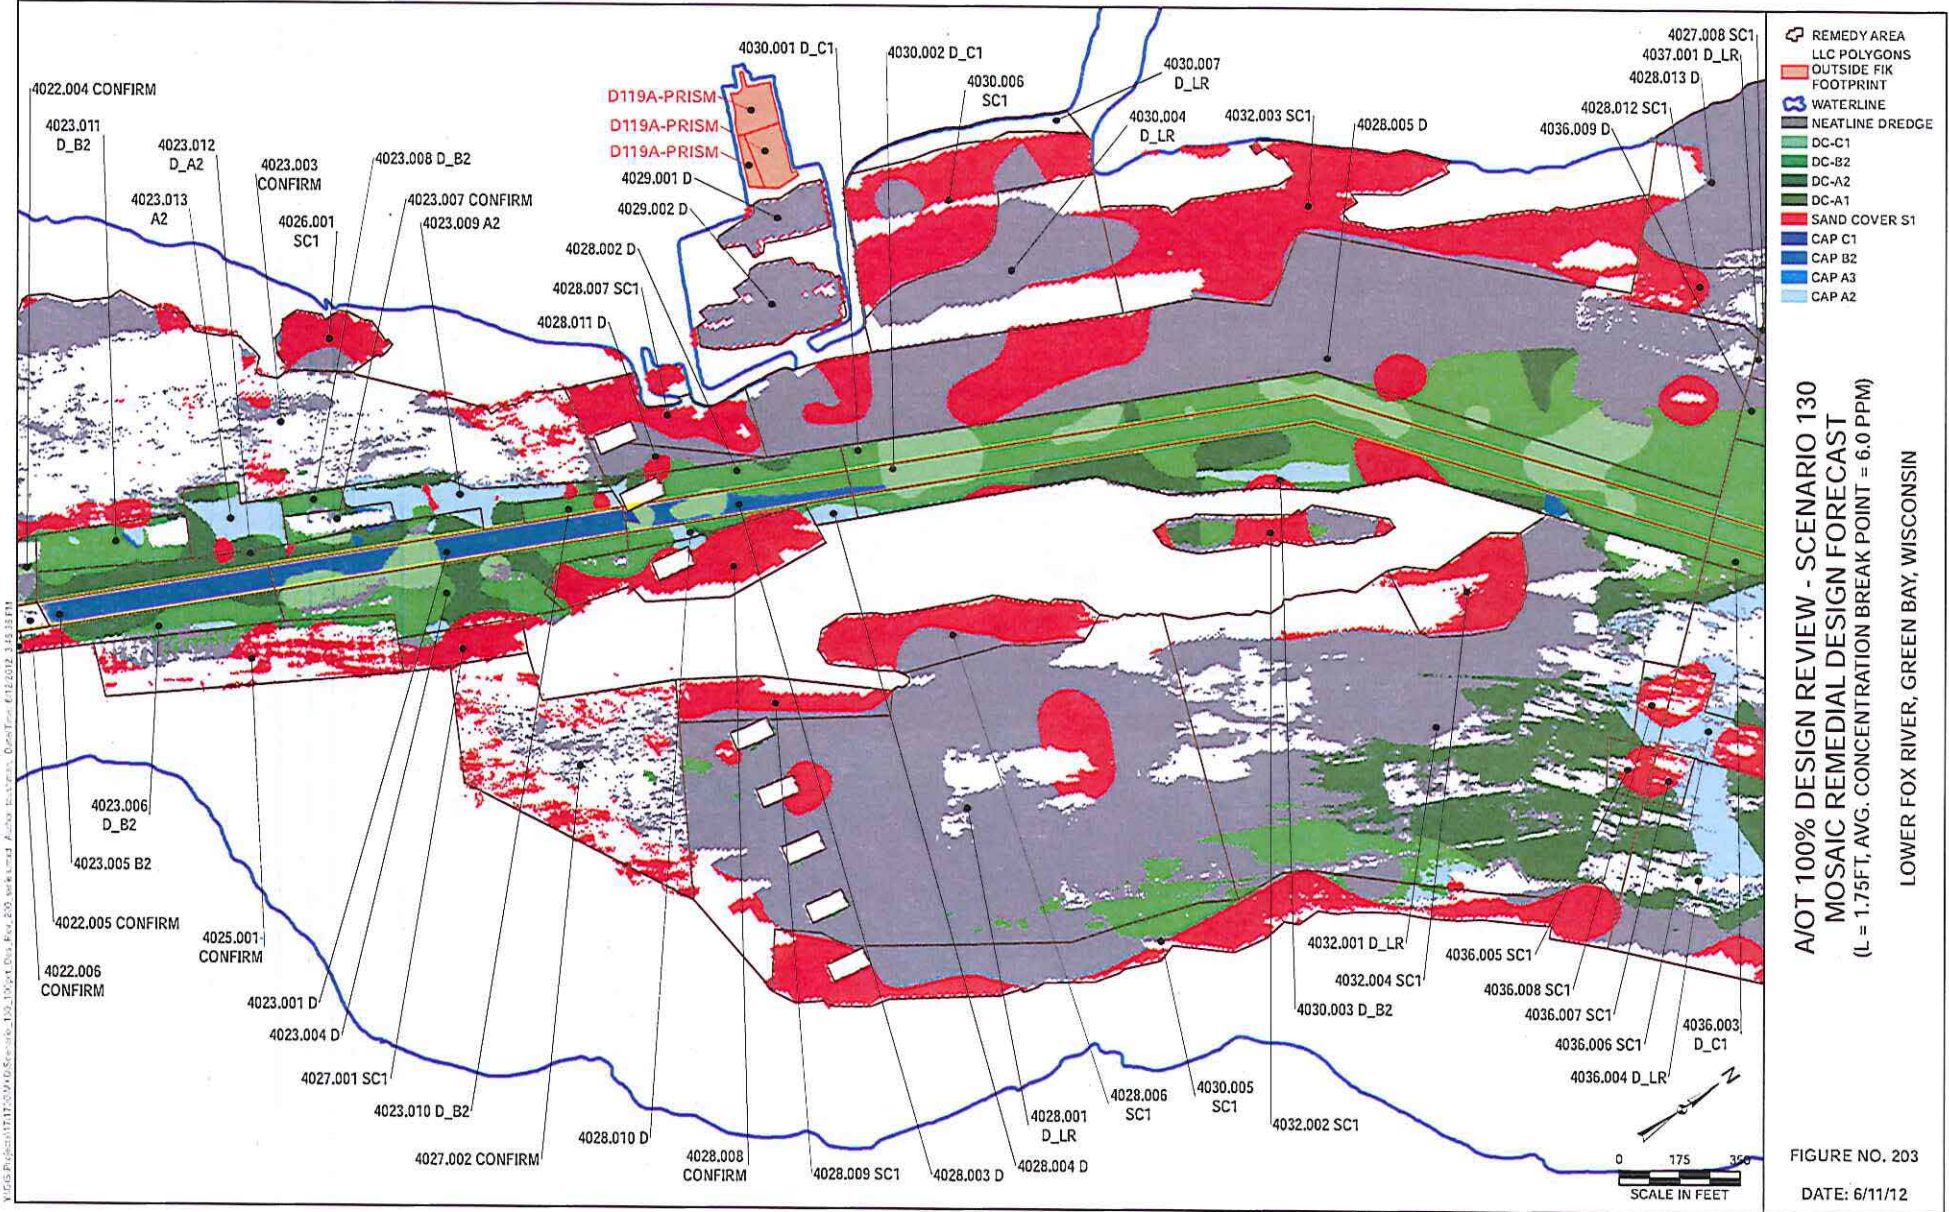 4022.004 CONFIRM
4023.011
D_B2
4023.012
D_A2
4023.013
A2
4023.003
CONFIRM
4026.001
SC1
4023.008 D_B2
4023.007 CONFIRM
4023.009 A2
D119A-PRISM
D119A-PRISM
D119A-PRISM
4029.001 D
4029.002 D
4028.002 D
4028.007 SC1
4028.011 D
4030.001 D_C1
4030.002 D_C1
4030.006
SC1
4030.007
D_LR
4030.004
D_LR
4032.003 SC1
4028.005 D
4027.008 SC1
4037.001 D_LR
4028.013 D
4028.012 SC1
4036.009 D
4023.006
D_B2
4023.005 B2
4022.005 CONFIRM
4022.006
CONFIRM
4025.001
CONFIRM
4023.001 D
4023.004 D
4027.001 SC1
4023.010 D_B2
4027.002 CONFIRM
4028.010 D
4028.008
CONFIRM
4028.009 SC1
4028.003 D
4028.004 D
4028.001
D_LR
4028.006
SC1
4030.005
SC1
4032.002 SC1
4030.003 D_B2
4032.001 D_LR
4032.004 SC1
4036.005 SC1
4036.008 SC1
4036.007 SC1
4036.006 SC1
4036.004 D_LR
4036.003
D_C1
N
0 175 350
SCALE IN FEET
REMEDY AREA
LLC POLYGONS
OUTSIDE FIK
FOOTPRINT
WATERLINE
NEATLINE DREDGE
DC-C1
DC-B2
DC-A2
DC-A1
SAND COVER S1
CAP C1
CAP B2
CAP A3
CAP A2
A/OT 100% DESIGN REVIEW - SCENARIO 130
MOSAIC REMEDIAL DESIGN FORECAST
(L = 1.75FT, AVG. CONCENTRATION BREAK POINT = 6.0 PPM)
LOWER FOX RIVER, GREEN BAY, WISCONSIN
FIGURE NO. 203
DATE: 6/11/12